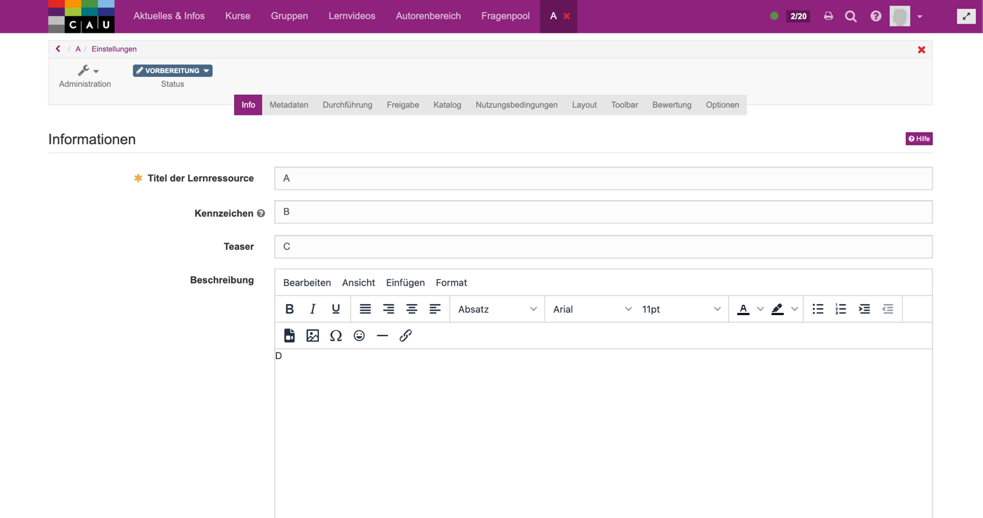 CAU Aktuelles & Infos Kurse Gruppen Lernvideos Autorenbereich Fragenpool A 2/20
/ A / Einstellungen
VORBEREITUNG
Administration Status
Info Metadaten Durchführung Freigabe Katalog Nutzungsbedingungen Layout Toolbar Bewertung Optionen
Informationen Hilfe
Titel der Lernressource A
Kennzeichen B
Teaser C
Beschreibung
Bearbeiten Ansicht Einfügen Format
B I U Absatz Arial 11pt A
D